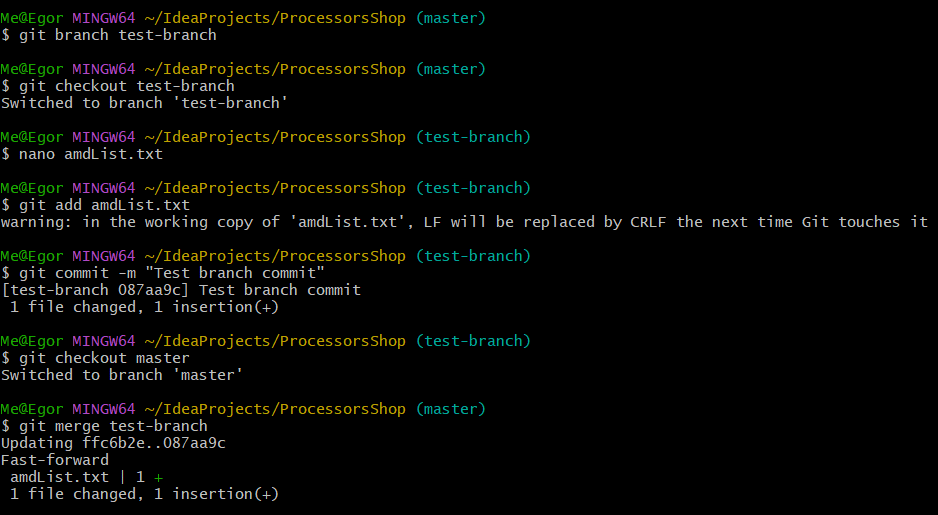 Me@Egor MINGW64 ~/IdeaProjects/ProcessorsShop (master)
$ git branch test-branch
Me@Egor MINGW64 ~/IdeaProjects/ProcessorsShop (master)
$ git checkout test-branch
Switched to branch 'test-branch'
Me@Egor MINGW64 ~/IdeaProjects/ProcessorsShop (test-branch)
$ nano amdList.txt
Me@Egor MINGW64 ~/IdeaProjects/ProcessorsShop (test-branch)
$ git add amdList.txt
warning: in the working copy of 'amdList.txt', LF will be replaced by CRLF the next time Git touches it
Me@Egor MINGW64 ~/IdeaProjects/ProcessorsShop (test-branch)
$ git commit -m "Test branch commit"
[test-branch 087aa9c] Test branch commit
 1 file changed, 1 insertion(+)
Me@Egor MINGW64 ~/IdeaProjects/ProcessorsShop (test-branch)
$ git checkout master
Switched to branch 'master'
Me@Egor MINGW64 ~/IdeaProjects/ProcessorsShop (master)
$ git merge test-branch
Updating ffc6b2e..087aa9c
Fast-forward
 amdList.txt | 1 +
 1 file changed, 1 insertion(+)